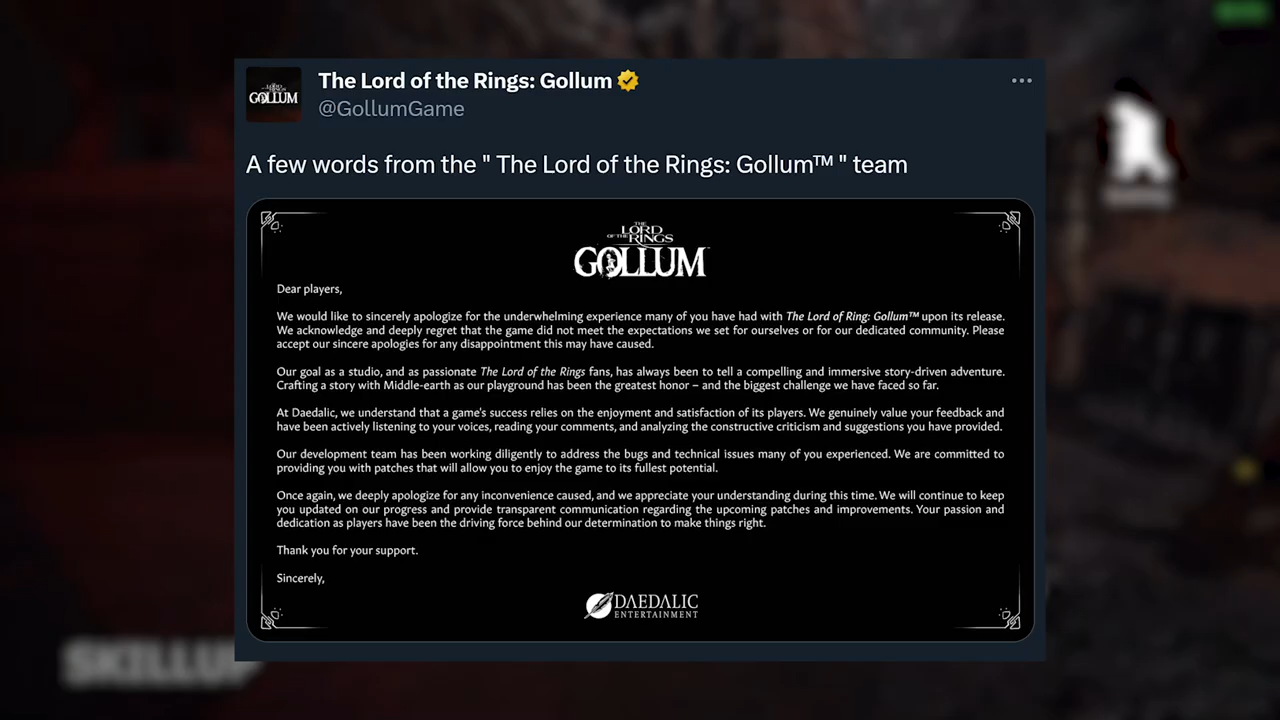 The Lord of the Rings: Gollum
@GollumGame
A few words from the " The Lord of the Rings: Gollum™ " team
THE
LORD
OF THE RINGS
GOLLUM
THE
LORD
OF THE RINGS
GOLLUM™
Dear players,
We would like to sincerely apologize for the underwhelming experience many of you have had with The Lord of Ring: Gollum™ upon its release.
We acknowledge and deeply regret that the game did not meet the expectations we set for ourselves or for our dedicated community. Please
accept our sincere apologies for any disappointment this may have caused.
Our goal as a studio, and as passionate The Lord of the Rings fans, has always been to tell a compelling and immersive story-driven adventure.
Crafting a story with Middle-earth as our playground has been the greatest honor – and the biggest challenge we have faced so far.
At Daedalic, we understand that a game's success relies on the enjoyment and satisfaction of its players. We genuinely value your feedback and
have been actively listening to your voices, reading your comments, and analyzing the constructive criticism and suggestions you have provided.
Our development team has been working diligently to address the bugs and technical issues many of you experienced. We are committed to
providing you with patches that will allow you to enjoy the game to its fullest potential.
Once again, we deeply apologize for any inconvenience caused, and we appreciate your understanding during this time. We will continue to keep
you updated on our progress and provide transparent communication regarding the upcoming patches and improvements. Your passion and
dedication as players have been the driving force behind our determination to make things right.
Thank you for your support.
Sincerely,
DAEDALIC
ENTERTAINMENT
SKILLUP